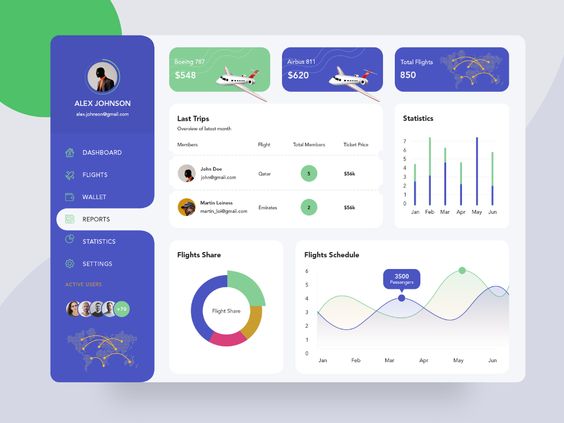 ALEX JOHNSON
alex.johnson@gmail.com
DASHBOARD
FLIGHTS
WALLET
REPORTS
STATISTICS
SETTINGS
ACTIVE USERS
+70
Boeing 787
$548
Airbus 811
$620
Total Flights
850
Last Trips
Overview of latest month
Members Flight Total Members Ticket Price
John Doe
john@gmail.com
Qatar
5
$56k
Martin Loiness
martin_loi@gmail.com
Emirates
2
$56k
Statistics
7
6
5
4
3
2
1
0
Jan Feb Mar Apr May Jun
Flights Share
Flight Share
Flights Schedule
6
5
4
3
2
1
0
3500
Passengers
Jan Feb Mar Apr May Jun